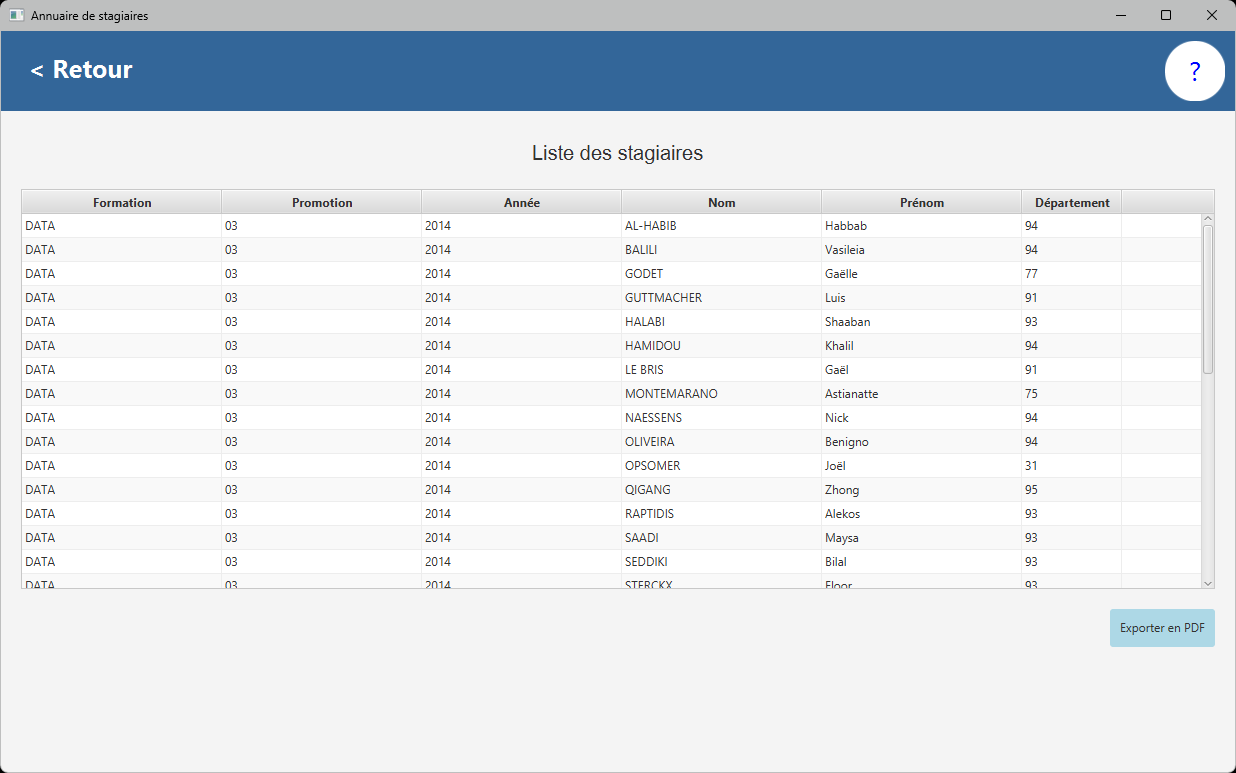 Annuaire de stagiaires
< Retour
?
Liste des stagiaires
Formation Promotion Année Nom Prénom Département
DATA 03 2014 AL-HABIB Habbab 94
DATA 03 2014 BALILI Vasileia 94
DATA 03 2014 GODET Gaëlle 77
DATA 03 2014 GUTTMACHER Luis 91
DATA 03 2014 HALABI Shaaban 93
DATA 03 2014 HAMIDOU Khalil 94
DATA 03 2014 LE BRIS Gaël 91
DATA 03 2014 MONTEMARANO Astianatte 75
DATA 03 2014 NAESSENS Nick 94
DATA 03 2014 OLIVEIRA Benigno 94
DATA 03 2014 OPSOMER Joël 31
DATA 03 2014 QIGANG Zhong 95
DATA 03 2014 RAPTIDIS Alekos 93
DATA 03 2014 SAADI Maysa 93
DATA 03 2014 SEDDIKI Bilal 93
DATA 03 2014 STERCKX Floor 93
Exporter en PDF